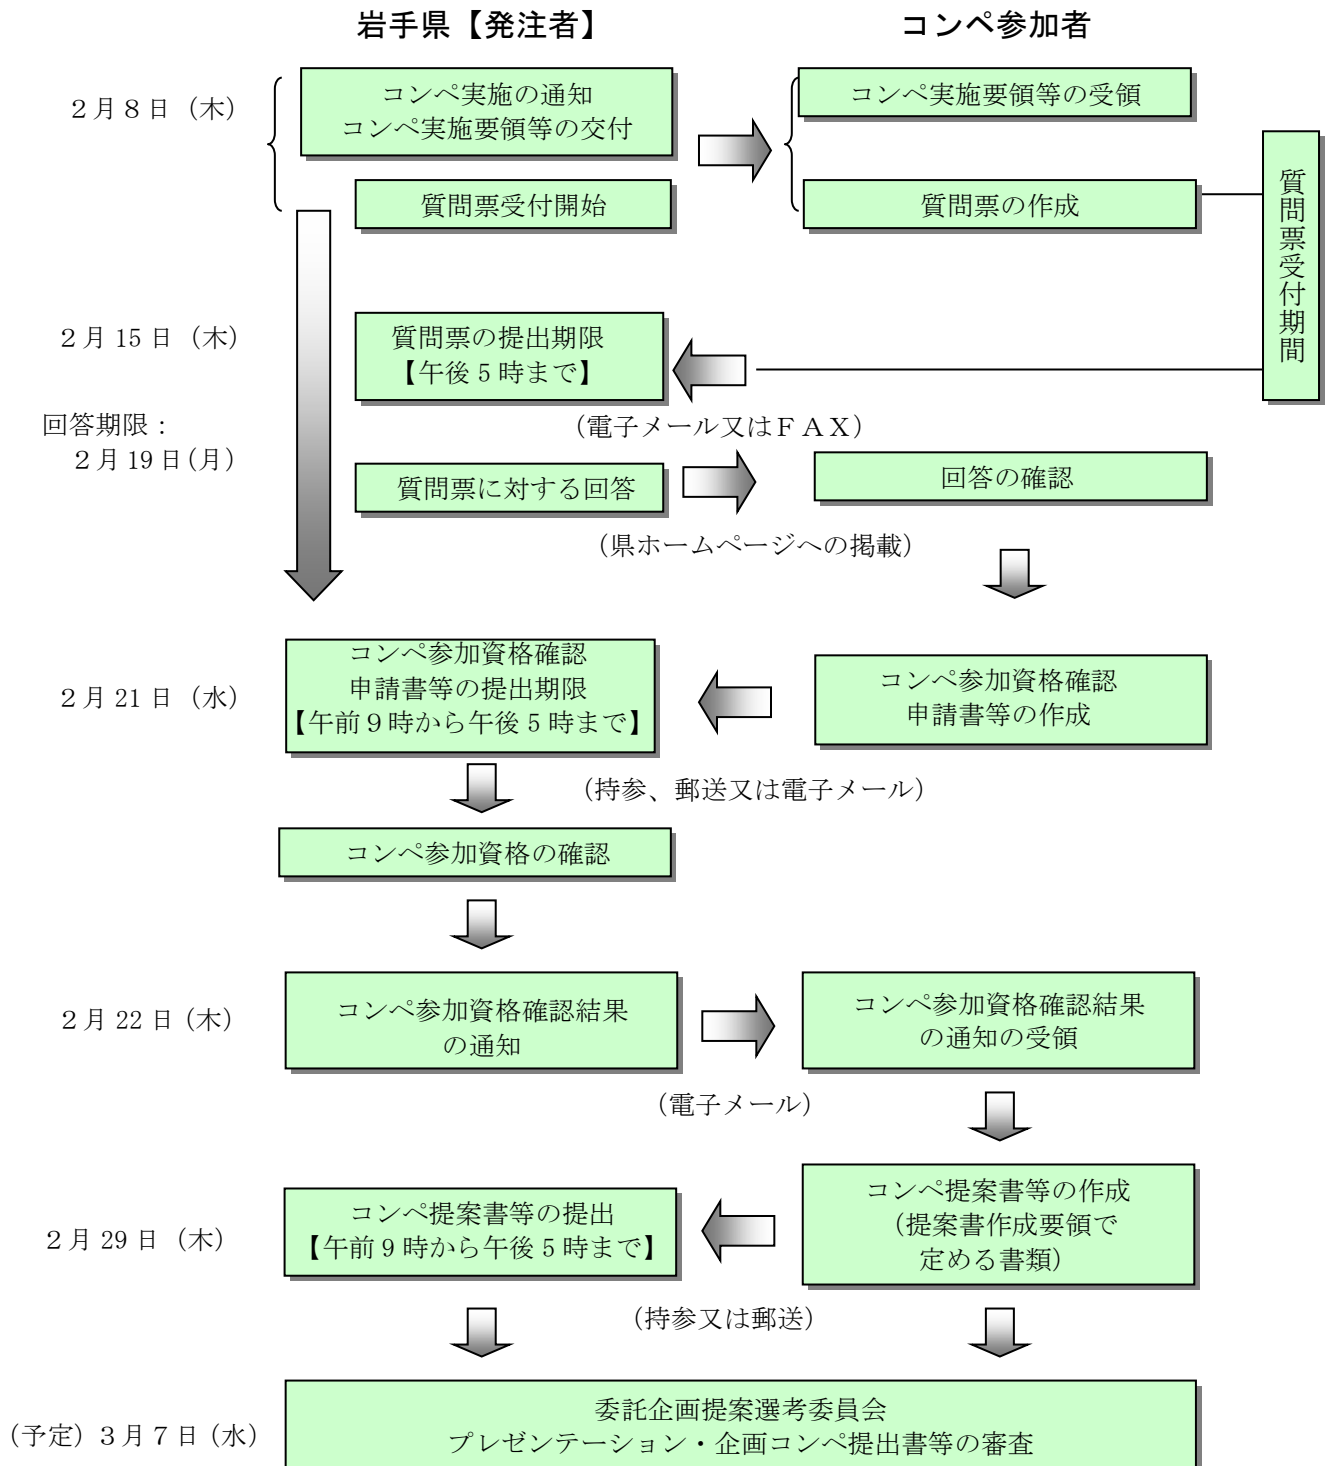 岩手県【発注者】
コンペ参加者
２月８日（木）
コンペ実施の通知
コンペ実施要領等の交付
コンペ実施要領等の受領
質問票受付開始
質問票の作成
質問票受付期間
２月 15 日（木）
質問票の提出期限
【午後５時まで】
（電子メール又はＦＡＸ）
回答期限：
２月 19 日(月)
質問票に対する回答
回答の確認
（県ホームページへの掲載）
２月 21 日（水）
コンペ参加資格確認
申請書等の提出期限
【午前９時から午後５時まで】
コンペ参加資格確認
申請書等の作成
（持参、郵送又は電子メール）
コンペ参加資格の確認
２月 22 日（木）
コンペ参加資格確認結果
の通知
コンペ参加資格確認結果
の通知の受領
（電子メール）
２月 29 日（木）
コンペ提案書等の提出
【午前９時から午後５時まで】
コンペ提案書等の作成
（提案書作成要領で
定める書類）
（持参又は郵送）
（予定）３月７日（水）
委託企画提案選考委員会
プレゼンテーション・企画コンペ提出書等の審査